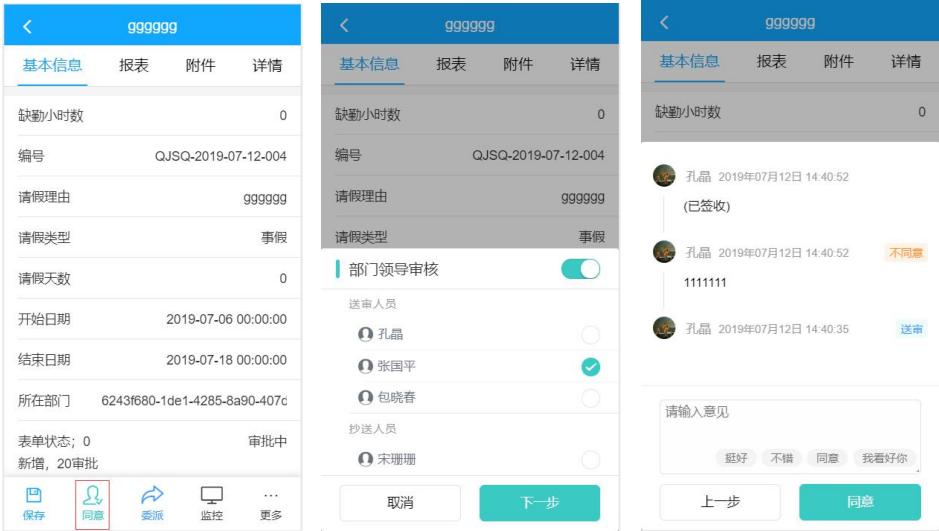 gggggg
基本信息 报表 附件 详情
缺勤小时数 0
编号 QJSQ-2019-07-12-004
请假理由 gggggg
请假类型 事假
请假天数 0
开始日期 2019-07-06 00:00:00
结束日期 2019-07-18 00:00:00
所在部门 6243f680-1de1-4285-8a90-407d
表单状态；0 审批中
新增，20审批
保存 同意 委派 监控 更多
gggggg
基本信息 报表 附件 详情
缺勤小时数 0
编号 QJSQ-2019-07-12-004
请假理由 gggggg
请假类型 事假
部门领导审核
送审人员
孔晶
张国平
包晓春
抄送人员
宋珊珊
取消 下一步
gggggg
基本信息 报表 附件 详情
缺勤小时数 0
孔晶 2019年07月12日 14:40:52
(已签收)
孔晶 2019年07月12日 14:40:52 不同意
1111111
孔晶 2019年07月12日 14:40:35 送审
请输入意见
挺好 不错 同意 我看好你
上一步 同意